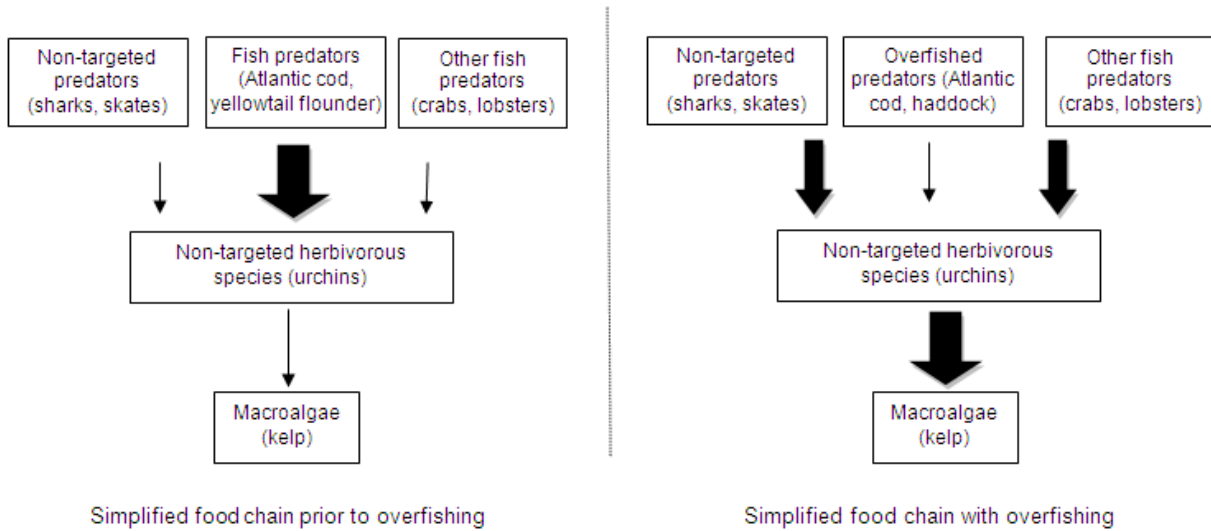 Non-targeted
predators
(sharks, skates)
Fish predators
(Atlantic cod,
yellowtail flounder)
Other fish
predators
(crabs, lobsters)
Non-targeted herbivorous
species (urchins)
Macroalgae
(kelp)
Simplified food chain prior to overfishing
Non-targeted
predators
(sharks, skates)
Overfished
predators (Atlantic
cod, haddock)
Other fish
predators
(crabs, lobsters)
Non-targeted herbivorous
species (urchins)
Macroalgae
(kelp)
Simplified food chain with overfishing